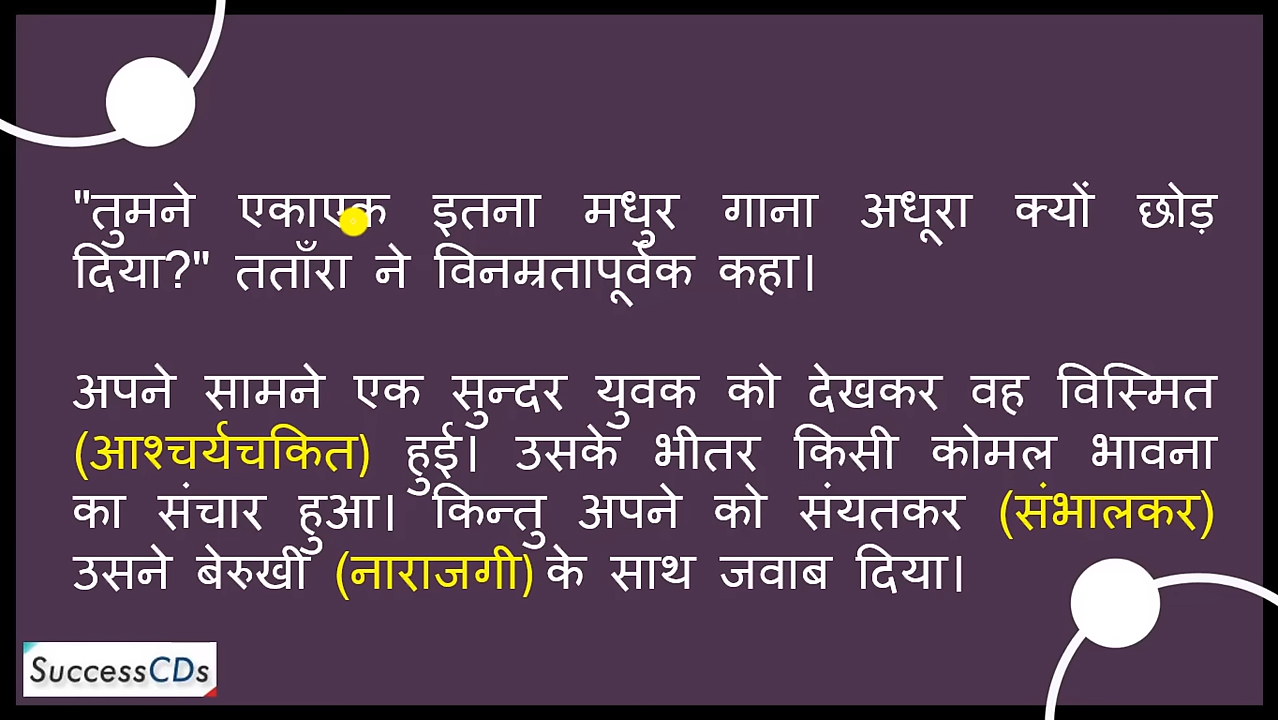 "तुमने एकाएक इतना मधुर गाना अधूरा क्यों छोड़
दिया?" तताँरा ने विनम्रतापूर्वक कहा।
अपने सामने एक सुन्दर युवक को देखकर वह विस्मित
(आश्चर्यचकित) हुई। उसके भीतर किसी कोमल भावना
का संचार हुआ। किन्तु अपने को संयतकर (संभालकर)
उसने बेरुखी (नाराजगी) के साथ जवाब दिया।
SuccessCDs